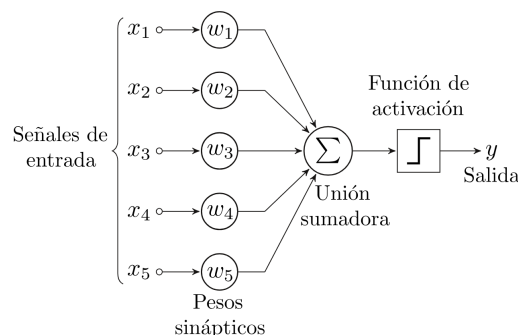 x₁ w₁
x₂ w₂
Función de
activación
Señales de
entrada
x₃ w₃ Σ y
Salida
Unión
sumadora
x₄ w₄
x₅ w₅
Pesos
sinápticos